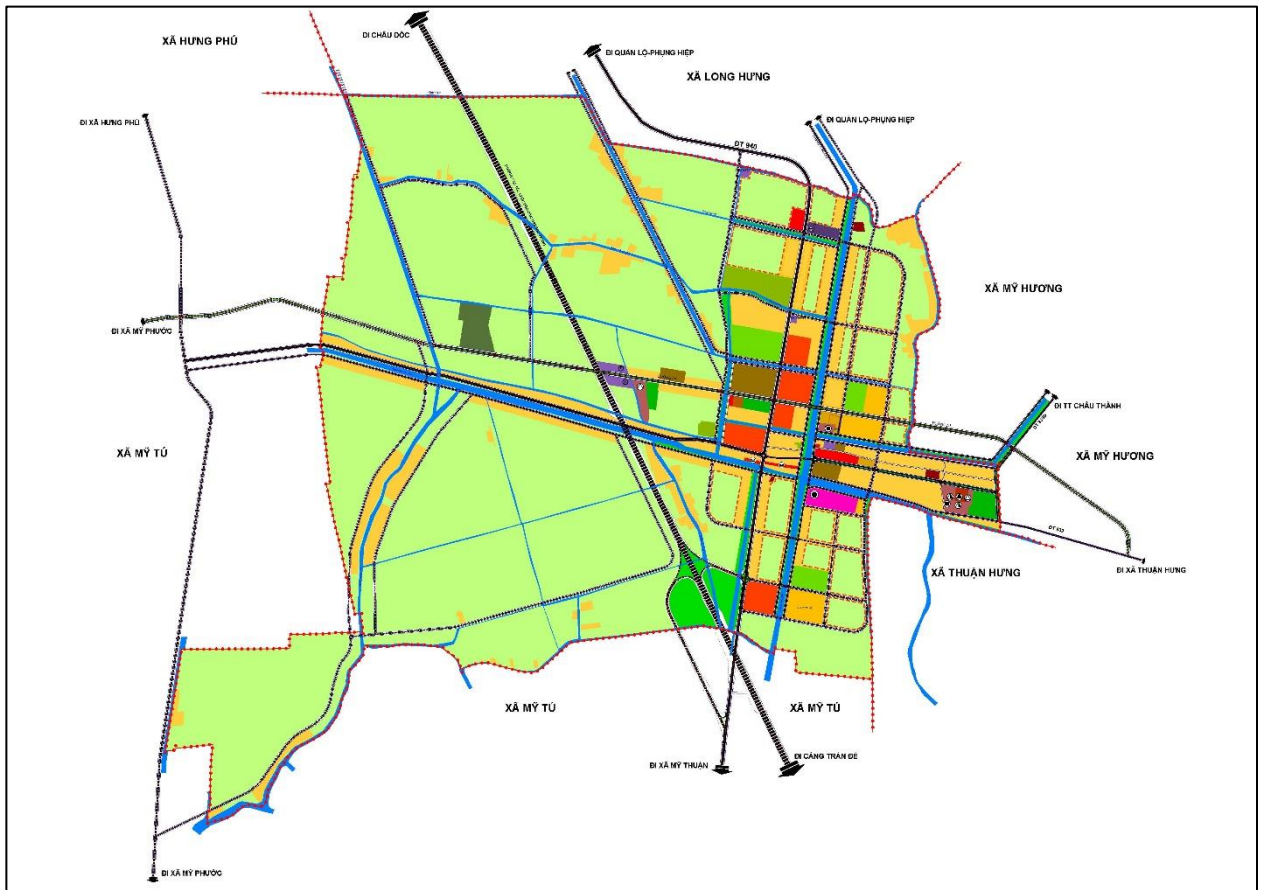 XÃ HƯNG PHÚ
ĐI CHÂU ĐỐC
ĐI QUẢN LỘ-PHỤNG HIỆP
XÃ LONG HƯNG
ĐI XÃ HƯNG PHÚ
ĐI QUẢN LỘ-PHỤNG HIỆP
ĐT 940
XÃ MỸ HƯƠNG
ĐI XÃ MỸ PHƯỚC
ĐI TT CHÂU THÀNH
XÃ MỸ TÚ
XÃ MỸ HƯƠNG
XÃ THUẬN HƯNG
ĐI XÃ THUẬN HƯNG
XÃ MỸ TÚ
XÃ MỸ TÚ
ĐI XÃ MỸ THUẬN
ĐI CẢNG TRẦN ĐỀ
ĐI XÃ MỸ PHƯỚC